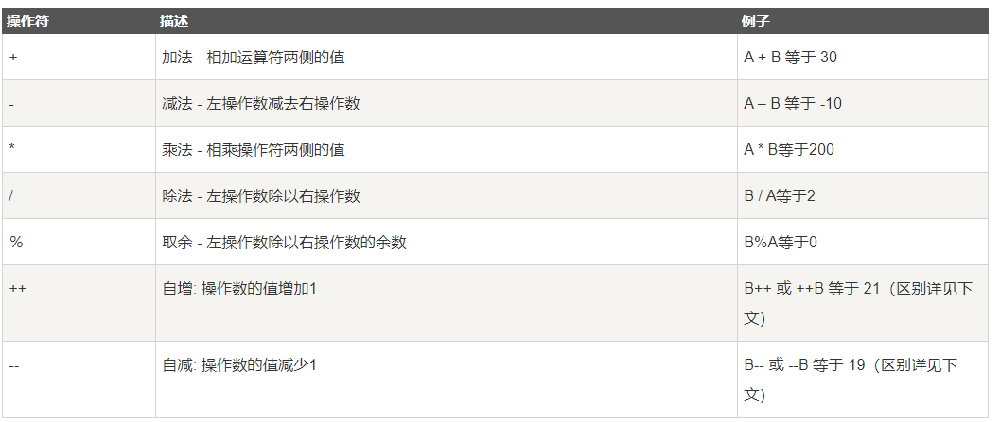 操作符 描述 例子
+ 加法 - 相加运算符两侧的值 A + B 等于 30
- 减法 - 左操作数减去右操作数 A – B 等于 -10
* 乘法 - 相乘操作符两侧的值 A * B等于200
/ 除法 - 左操作数除以右操作数 B / A等于2
% 取余 - 左操作数除以右操作数的余数 B%A等于0
++ 自增: 操作数的值增加1 B++ 或 ++B 等于 21（区别详见下
文）
-- 自减: 操作数的值减少1 B-- 或 --B 等于 19（区别详见下
文）